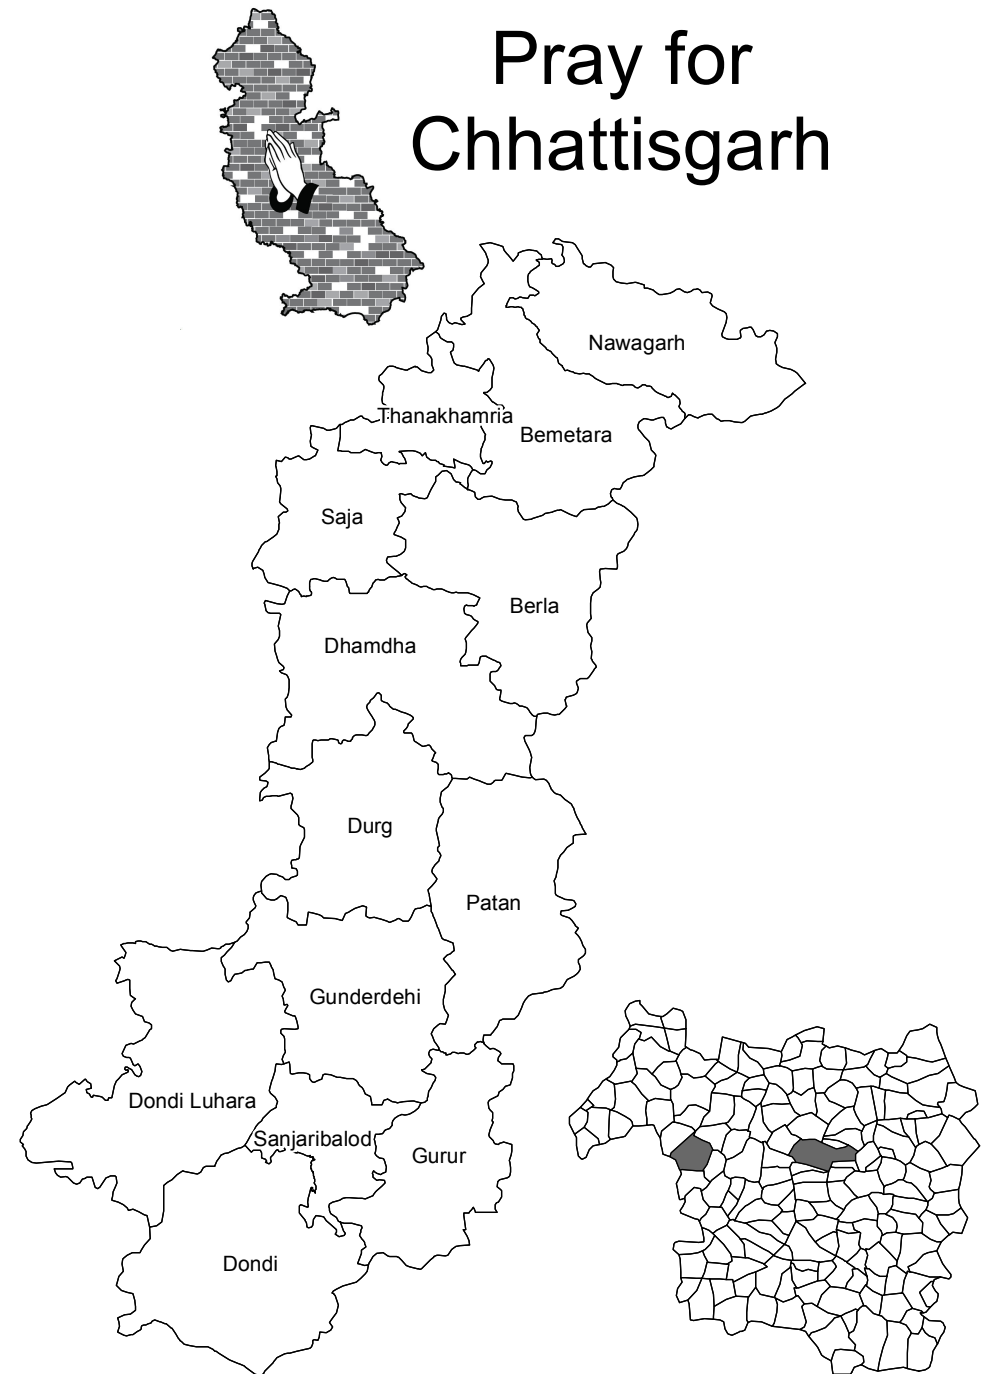 Pray for
Chhattisgarh
Nawagarh
Thanakhamria
Bemetara
Saja
Berla
Dhamdha
Durg
Patan
Gunderdehi
Dondi Luhara
Sanjaribalod
Gurur
Dondi